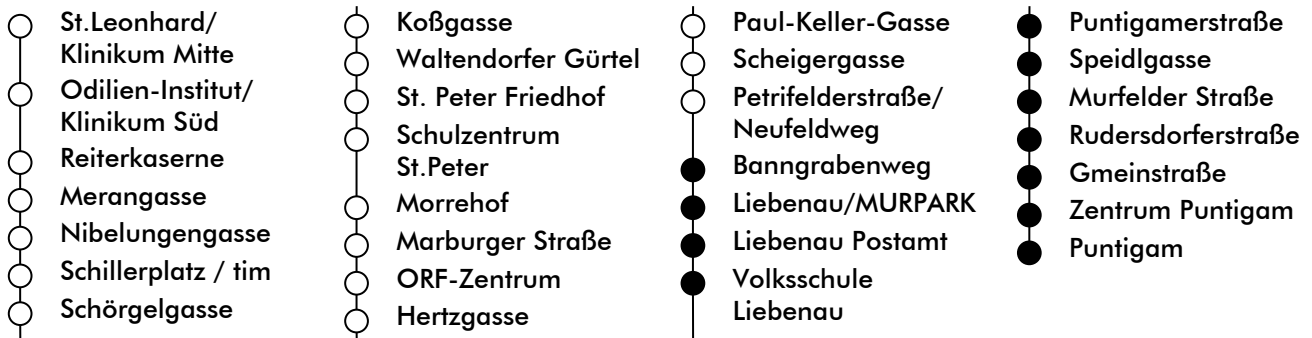 St.Leonhard/
Klinikum Mitte
Odilien-Institut/
Klinikum Süd
Reiterkaserne
Merangasse
Nibelungengasse
Schillerplatz / tim
Schörgelgasse
Koßgasse
Waltendorfer Gürtel
St. Peter Friedhof
Schulzentrum
St.Peter
Morrehof
Marburger Straße
ORF-Zentrum
Hertzgasse
Paul-Keller-Gasse
Scheigergasse
Petrifelderstraße/
Neufeldweg
Banngrabenweg
Liebenau/MURPARK
Liebenau Postamt
Volksschule
Liebenau
Puntigamerstraße
Speidlgasse
Murfelder Straße
Rudersdorferstraße
Gmeinstraße
Zentrum Puntigam
Puntigam